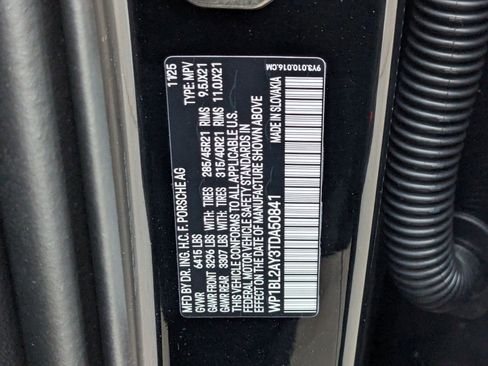 MFD BY DR. ING. H.C. F. PORSCHE AG 11/25
GVWR 6415 LBS TYPE: MPV
GAWR FRONT 3296 LBS WITH: TIRES 285/45R21 RIMS 9.5JX21
GAWR REAR 3807 LBS WITH: TIRES 315/40R21 RIMS 11.0JX21
THIS VEHICLE CONFORMS TO ALL APPLICABLE U.S.
FEDERAL MOTOR VEHICLE SAFETY STANDARDS IN
EFFECT ON THE DATE OF MANUFACTURE SHOWN ABOVE
WP1BL2AY3TDA50841 MADE IN SLOVAKIA
9Y3.010.016.CM